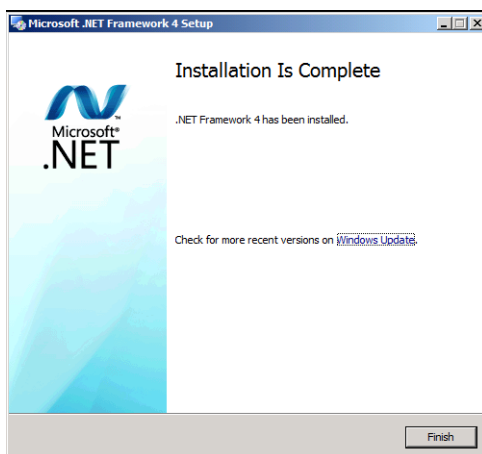 Microsoft .NET Framework 4 Setup
Installation Is Complete
Microsoft®
.NET
.NET Framework 4 has been installed.
Check for more recent versions on Windows Update.
Finish